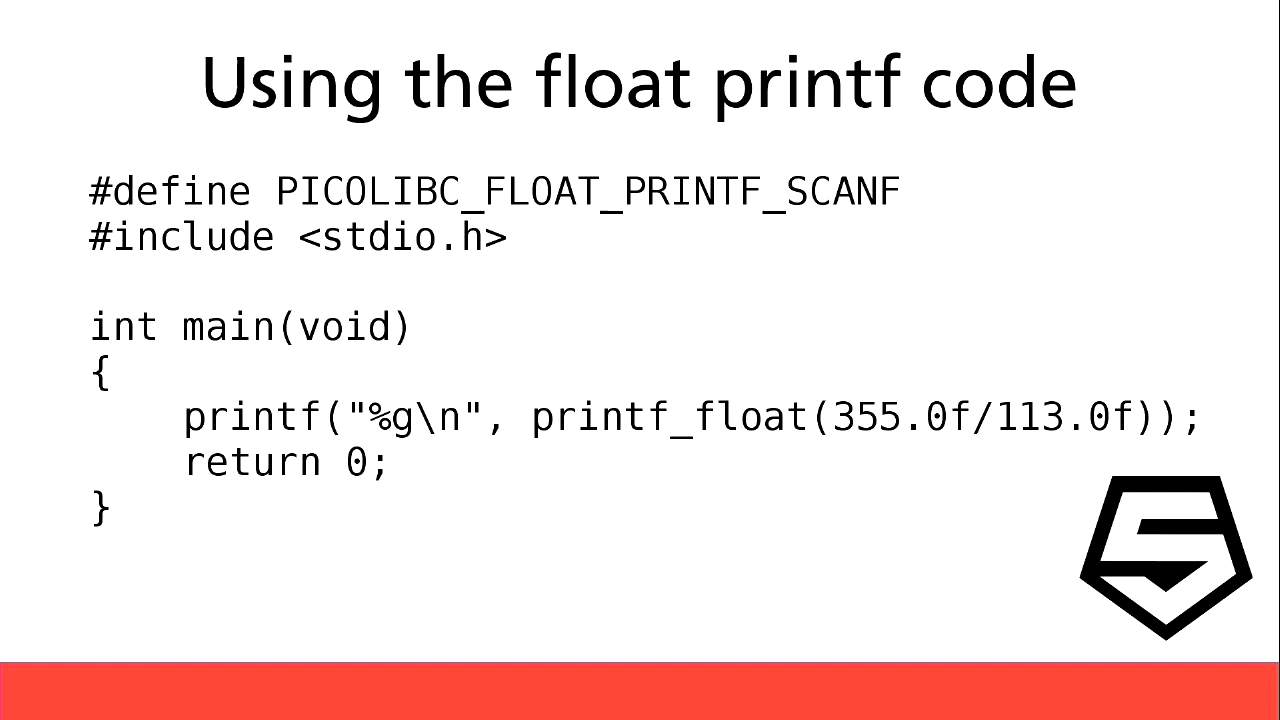 Using the float printf code
#define PICOLIBC_FLOAT_PRINTF_SCANF
#include <stdio.h>
int main(void)
{
    printf("%g\n", printf_float(355.0f/113.0f));
    return 0;
}